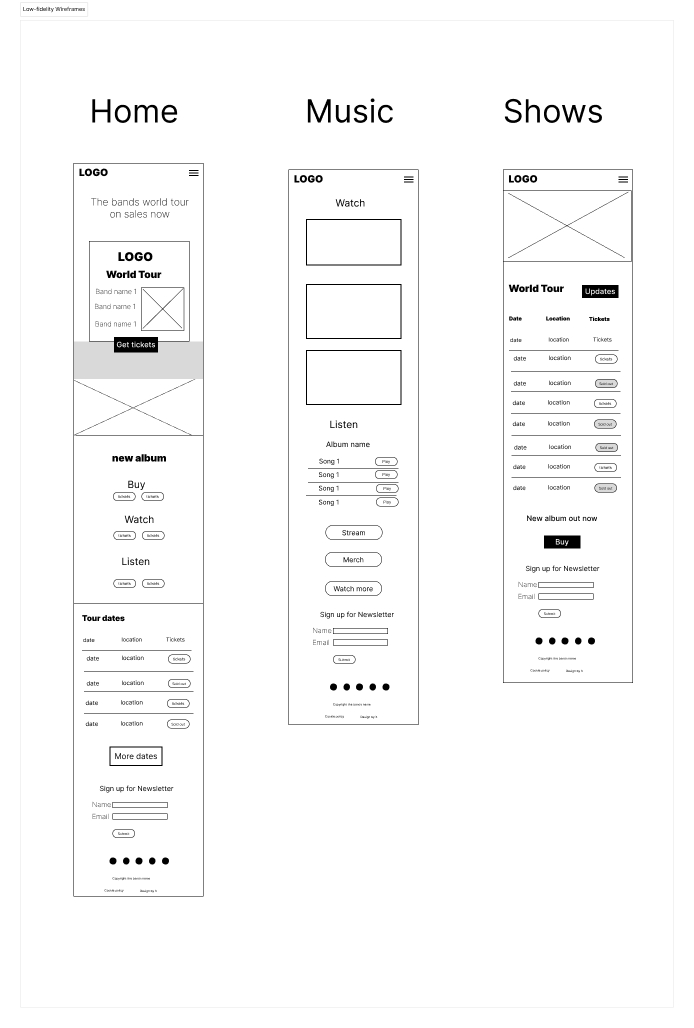 Low-fidelity Wireframes
Home
LOGO
The bands world tour
on sales now
LOGO
World Tour
Band name 1
Band name 1
Band name 1
Get tickets
new album
Buy
tickets tickets
Watch
tickets tickets
Listen
tickets tickets
Tour dates
date location Tickets
date location tickets
date location Sold out
date location tickets
date location Sold out
More dates
Sign up for Newsletter
Name
Email
Submit
Copyright the bands name
Cookie policy Design by X
Music
LOGO
Watch
Listen
Album name
Song 1 Play
Song 1 Play
Song 1 Play
Song 1 Play
Stream
Merch
Watch more
Sign up for Newsletter
Name
Email
Submit
Copyright the bands name
Cookie policy Design by X
Shows
LOGO
World Tour Updates
Date Location Tickets
date location Tickets
date location tickets
date location Sold out
date location tickets
date location Sold out
date location Sold out
date location tickets
date location Sold out
New album out now
Buy
Sign up for Newsletter
Name
Email
Submit
Copyright the bands name
Cookie policy Design by X